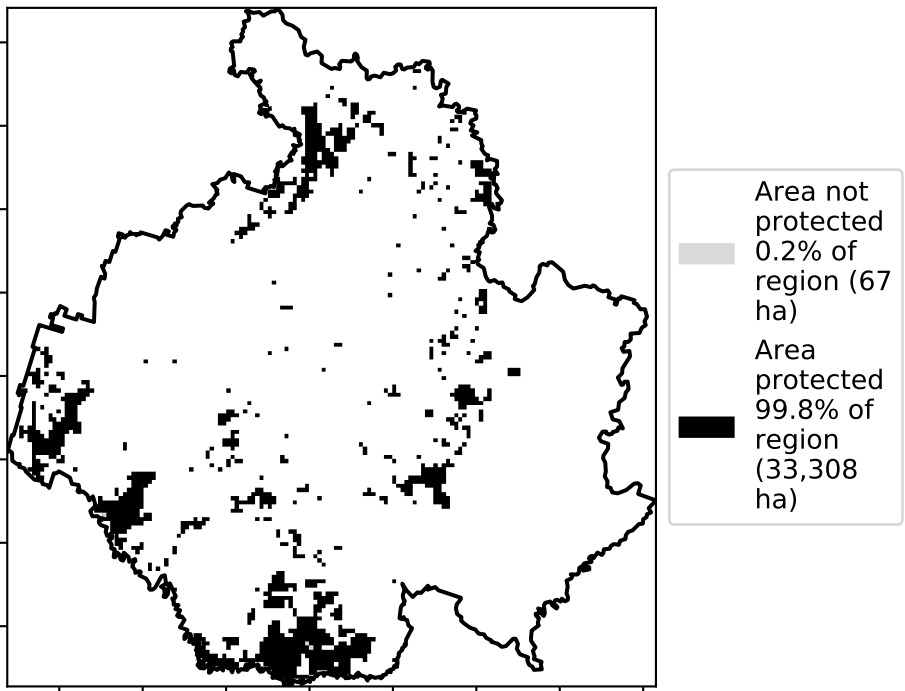 Area not
protected
0.2% of
region (67
ha)
Area
protected
99.8% of
region
(33,308
ha)